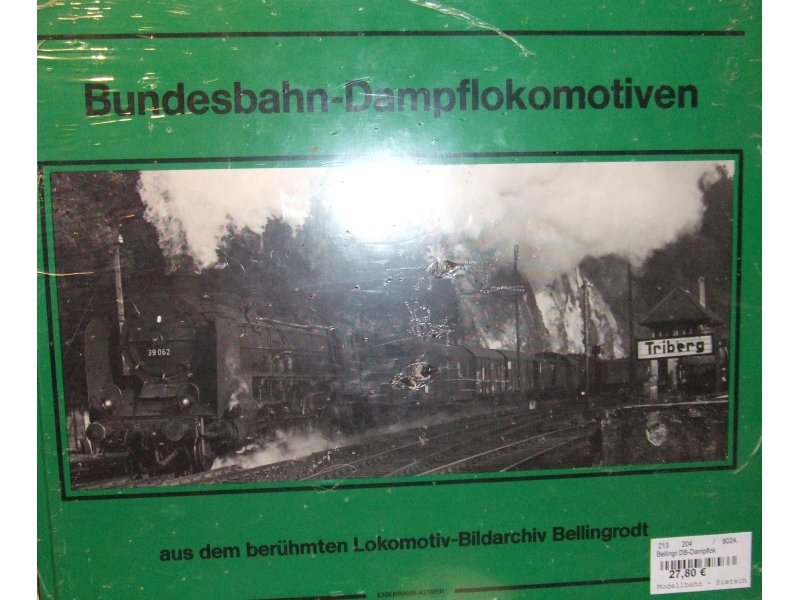 Bundesbahn-Dampflokomotiven
39 062
Triberg
aus dem berühmten Lokomotiv-Bildarchiv Bellingrodt
EISENBAHN-KURIER
213 204 / 802A
Bellingr.DB-Dampflok
27,80 €
Modellbahn - Pietsch